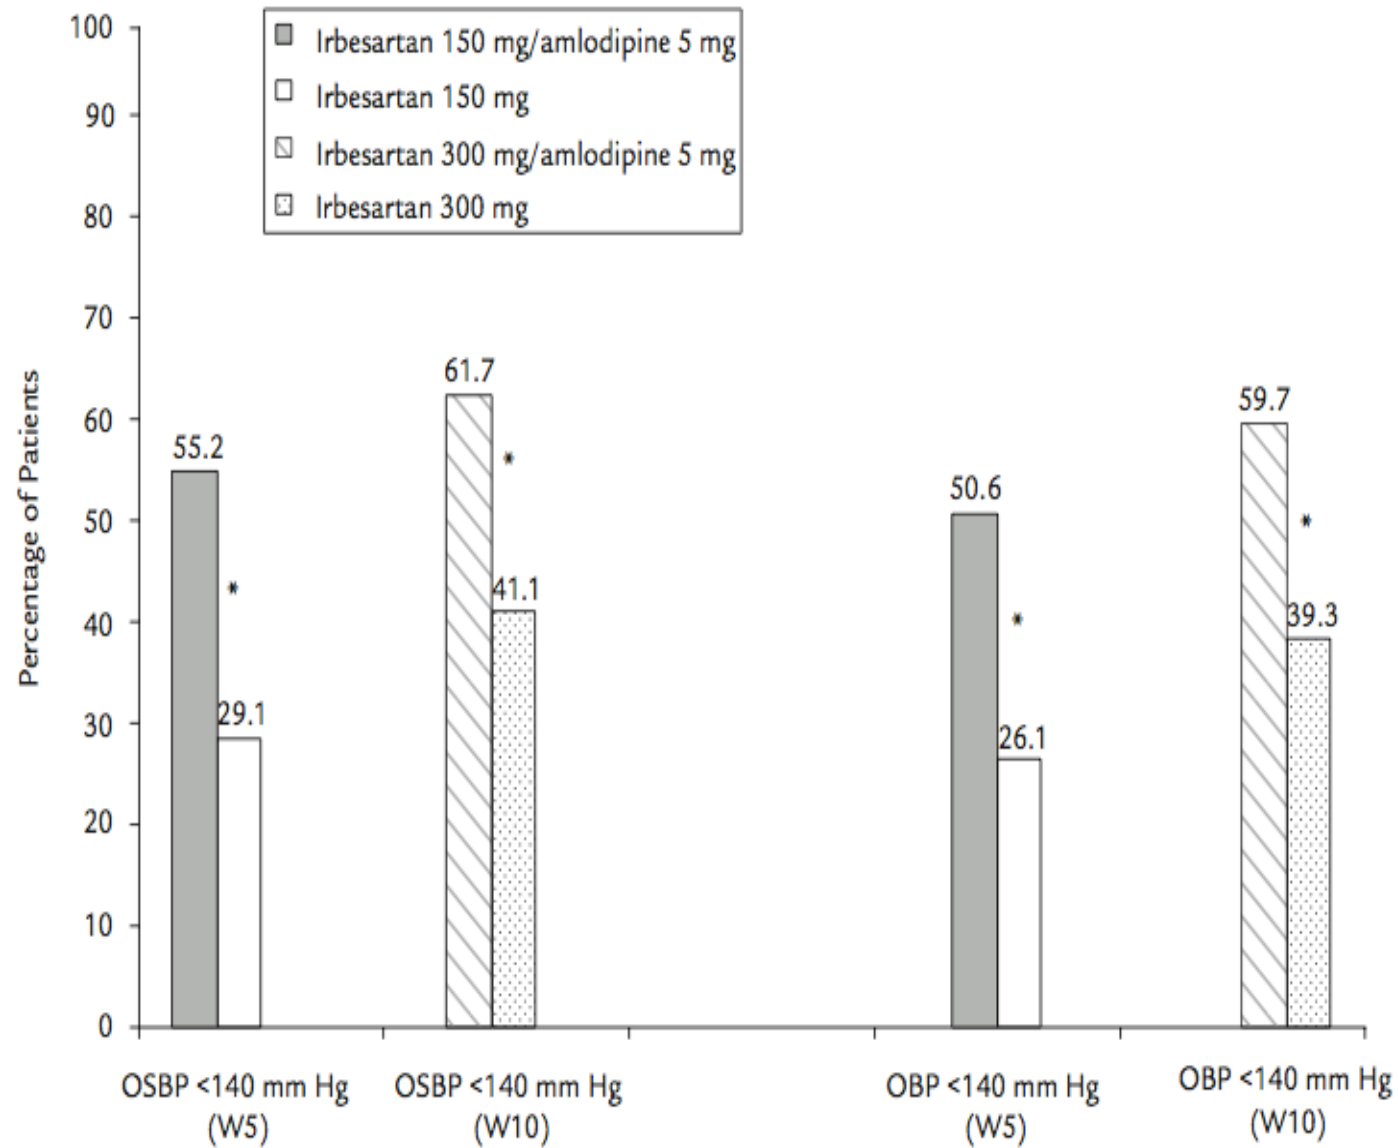 100
90
80
70
60
50
40
30
20
10
0
Percentage of Patients
Irbesartan 150 mg/amlodipine 5 mg
Irbesartan 150 mg
Irbesartan 300 mg/amlodipine 5 mg
Irbesartan 300 mg
55.2
*
29.1
61.7
*
41.1
50.6
*
26.1
59.7
*
39.3
OSBP <140 mm Hg
(W5)
OSBP <140 mm Hg
(W10)
OBP <140 mm Hg
(W5)
OBP <140 mm Hg
(W10)